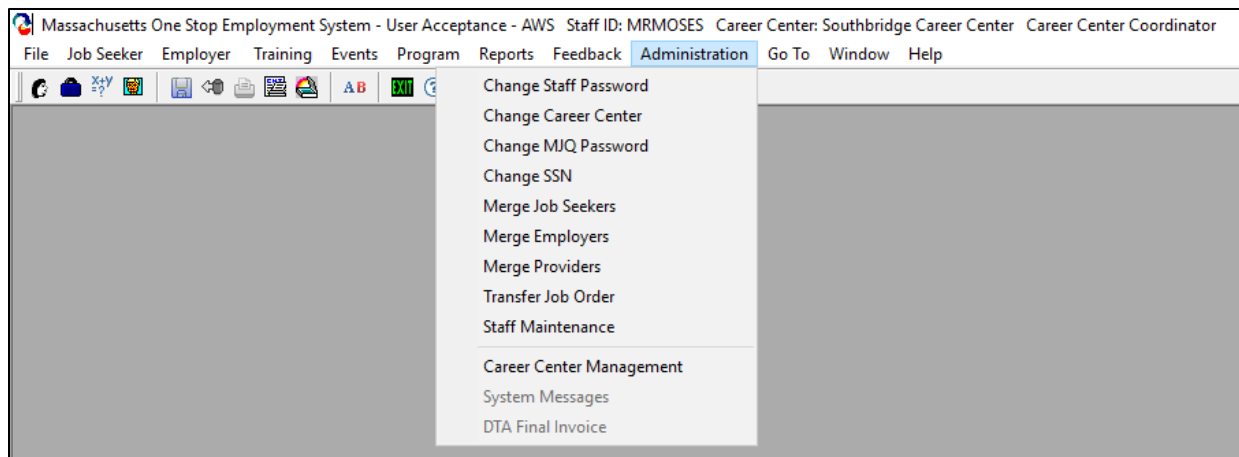 Massachusetts One Stop Employment System - User Acceptance - AWS Staff ID: MRMOSES Career Center: Southbridge Career Center Career Center Coordinator
File Job Seeker Employer Training Events Program Reports Feedback Administration Go To Window Help
X+Y =?
AB EXIT ?
Change Staff Password
Change Career Center
Change MJQ Password
Change SSN
Merge Job Seekers
Merge Employers
Merge Providers
Transfer Job Order
Staff Maintenance
Career Center Management
System Messages
DTA Final Invoice